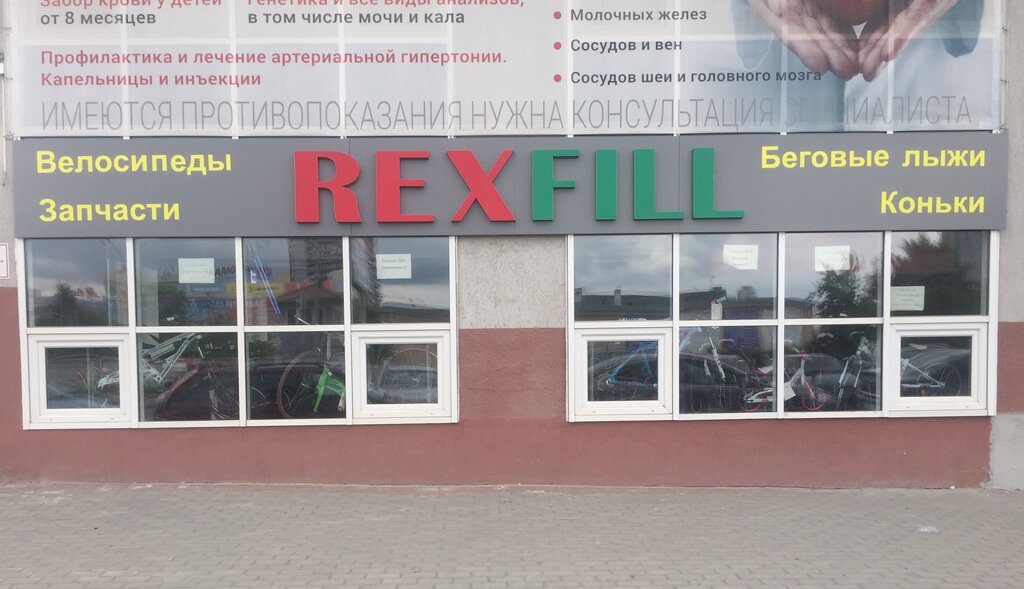 Забор крови у детей
от 8 месяцев
Генетика и все виды анализов,
в том числе мочи и кала
Профилактика и лечение артериальной гипертонии.
Капельницы и инъекции
• Молочных желез
• Сосудов и вен
• Сосудов шеи и головного мозга
ИМЕЮТСЯ ПРОТИВОПОКАЗАНИЯ НУЖНА КОНСУЛЬТАЦИЯ СПЕЦИАЛИСТА
Велосипеды
Запчасти
REXFILL
Беговые лыжи
Коньки